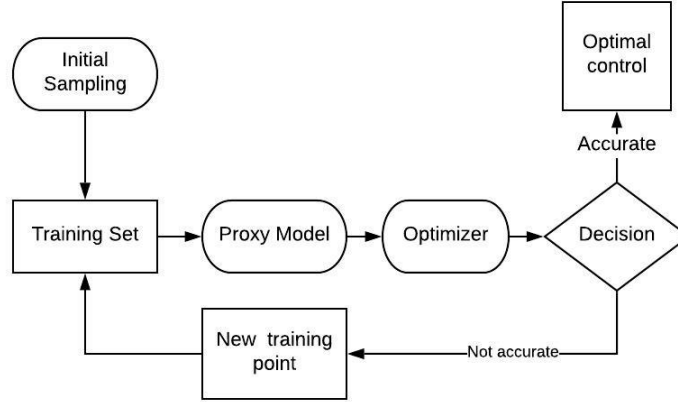 Initial
Sampling
Optimal
control
Accurate
Training Set
Proxy Model
Optimizer
Decision
New training
point
Not accurate